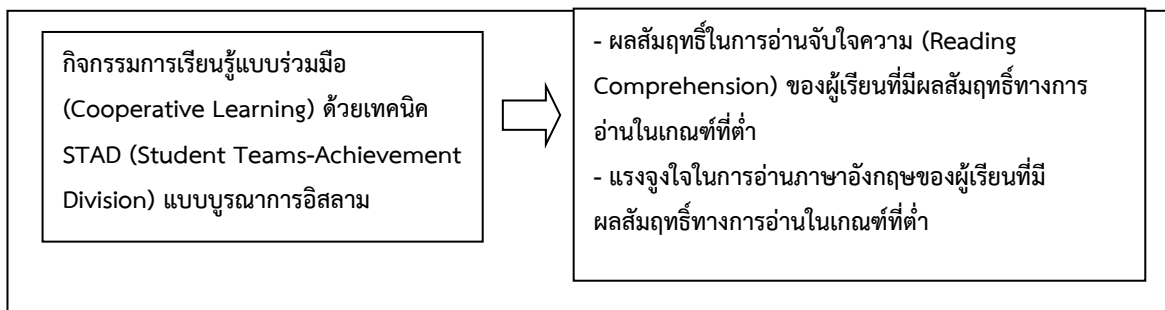 กิจกรรมการเรียนรู้แบบร่วมมือ
(Cooperative Learning) ด้วยเทคนิค
STAD (Student Teams-Achievement
Division) แบบบูรณาการอิสลาม
- ผลสัมฤทธิ์ในการอ่านจับใจความ (Reading
Comprehension) ของผู้เรียนที่มีผลสัมฤทธิ์ทางการ
อ่านในเกณฑ์ที่ต่ำ
- แรงจูงใจในการอ่านภาษาอังกฤษของผู้เรียนที่มี
ผลสัมฤทธิ์ทางการอ่านในเกณฑ์ที่ต่ำ